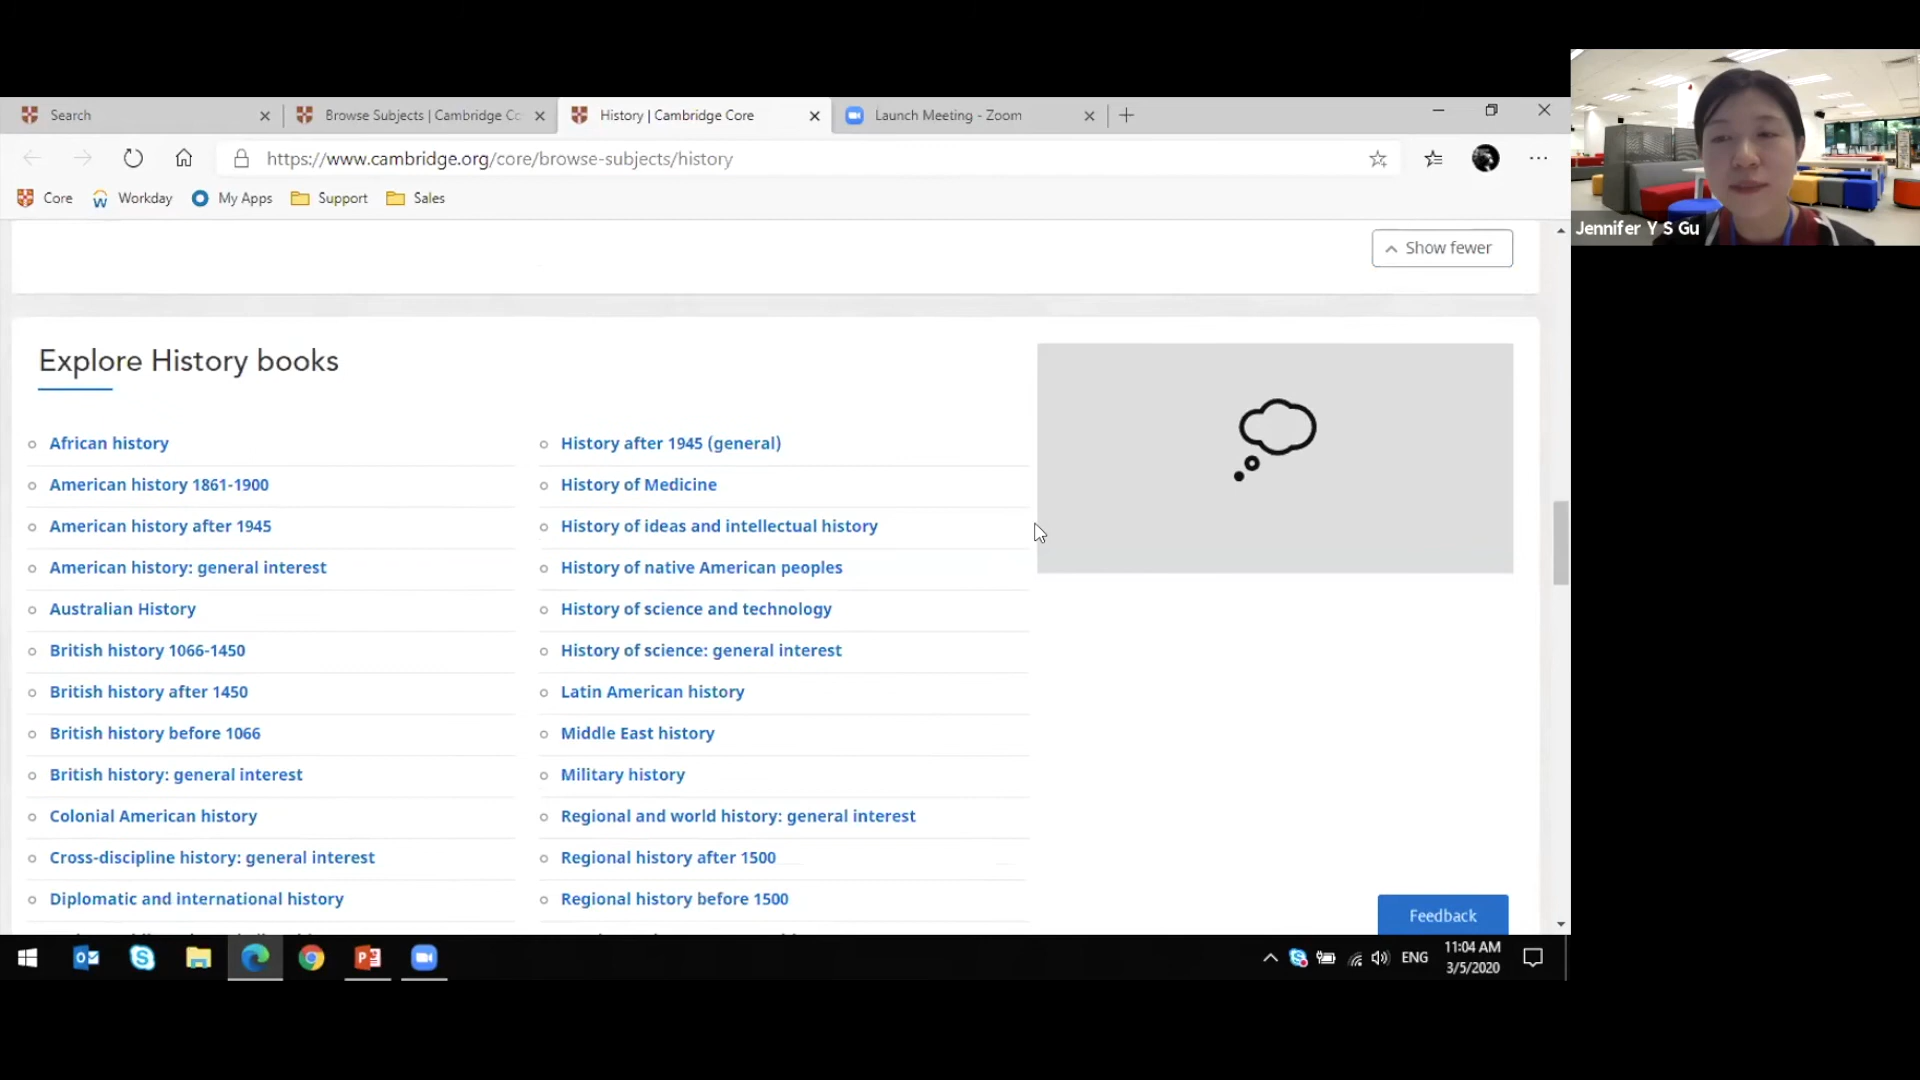 Search
Browse Subjects | Cambridge Co
History | Cambridge Core
Launch Meeting - Zoom
https://www.cambridge.org/core/browse-subjects/history
Core
Workday
My Apps
Support
Sales
Jennifer Y S Gu
Show fewer
Explore History books
African history
American history 1861-1900
American history after 1945
American history: general interest
Australian History
British history 1066-1450
British history after 1450
British history before 1066
British history: general interest
Colonial American history
Cross-discipline history: general interest
Diplomatic and international history
History after 1945 (general)
History of Medicine
History of ideas and intellectual history
History of native American peoples
History of science and technology
History of science: general interest
Latin American history
Middle East history
Military history
Regional and world history: general interest
Regional history after 1500
Regional history before 1500
Feedback
ENG
11:04 AM
3/5/2020